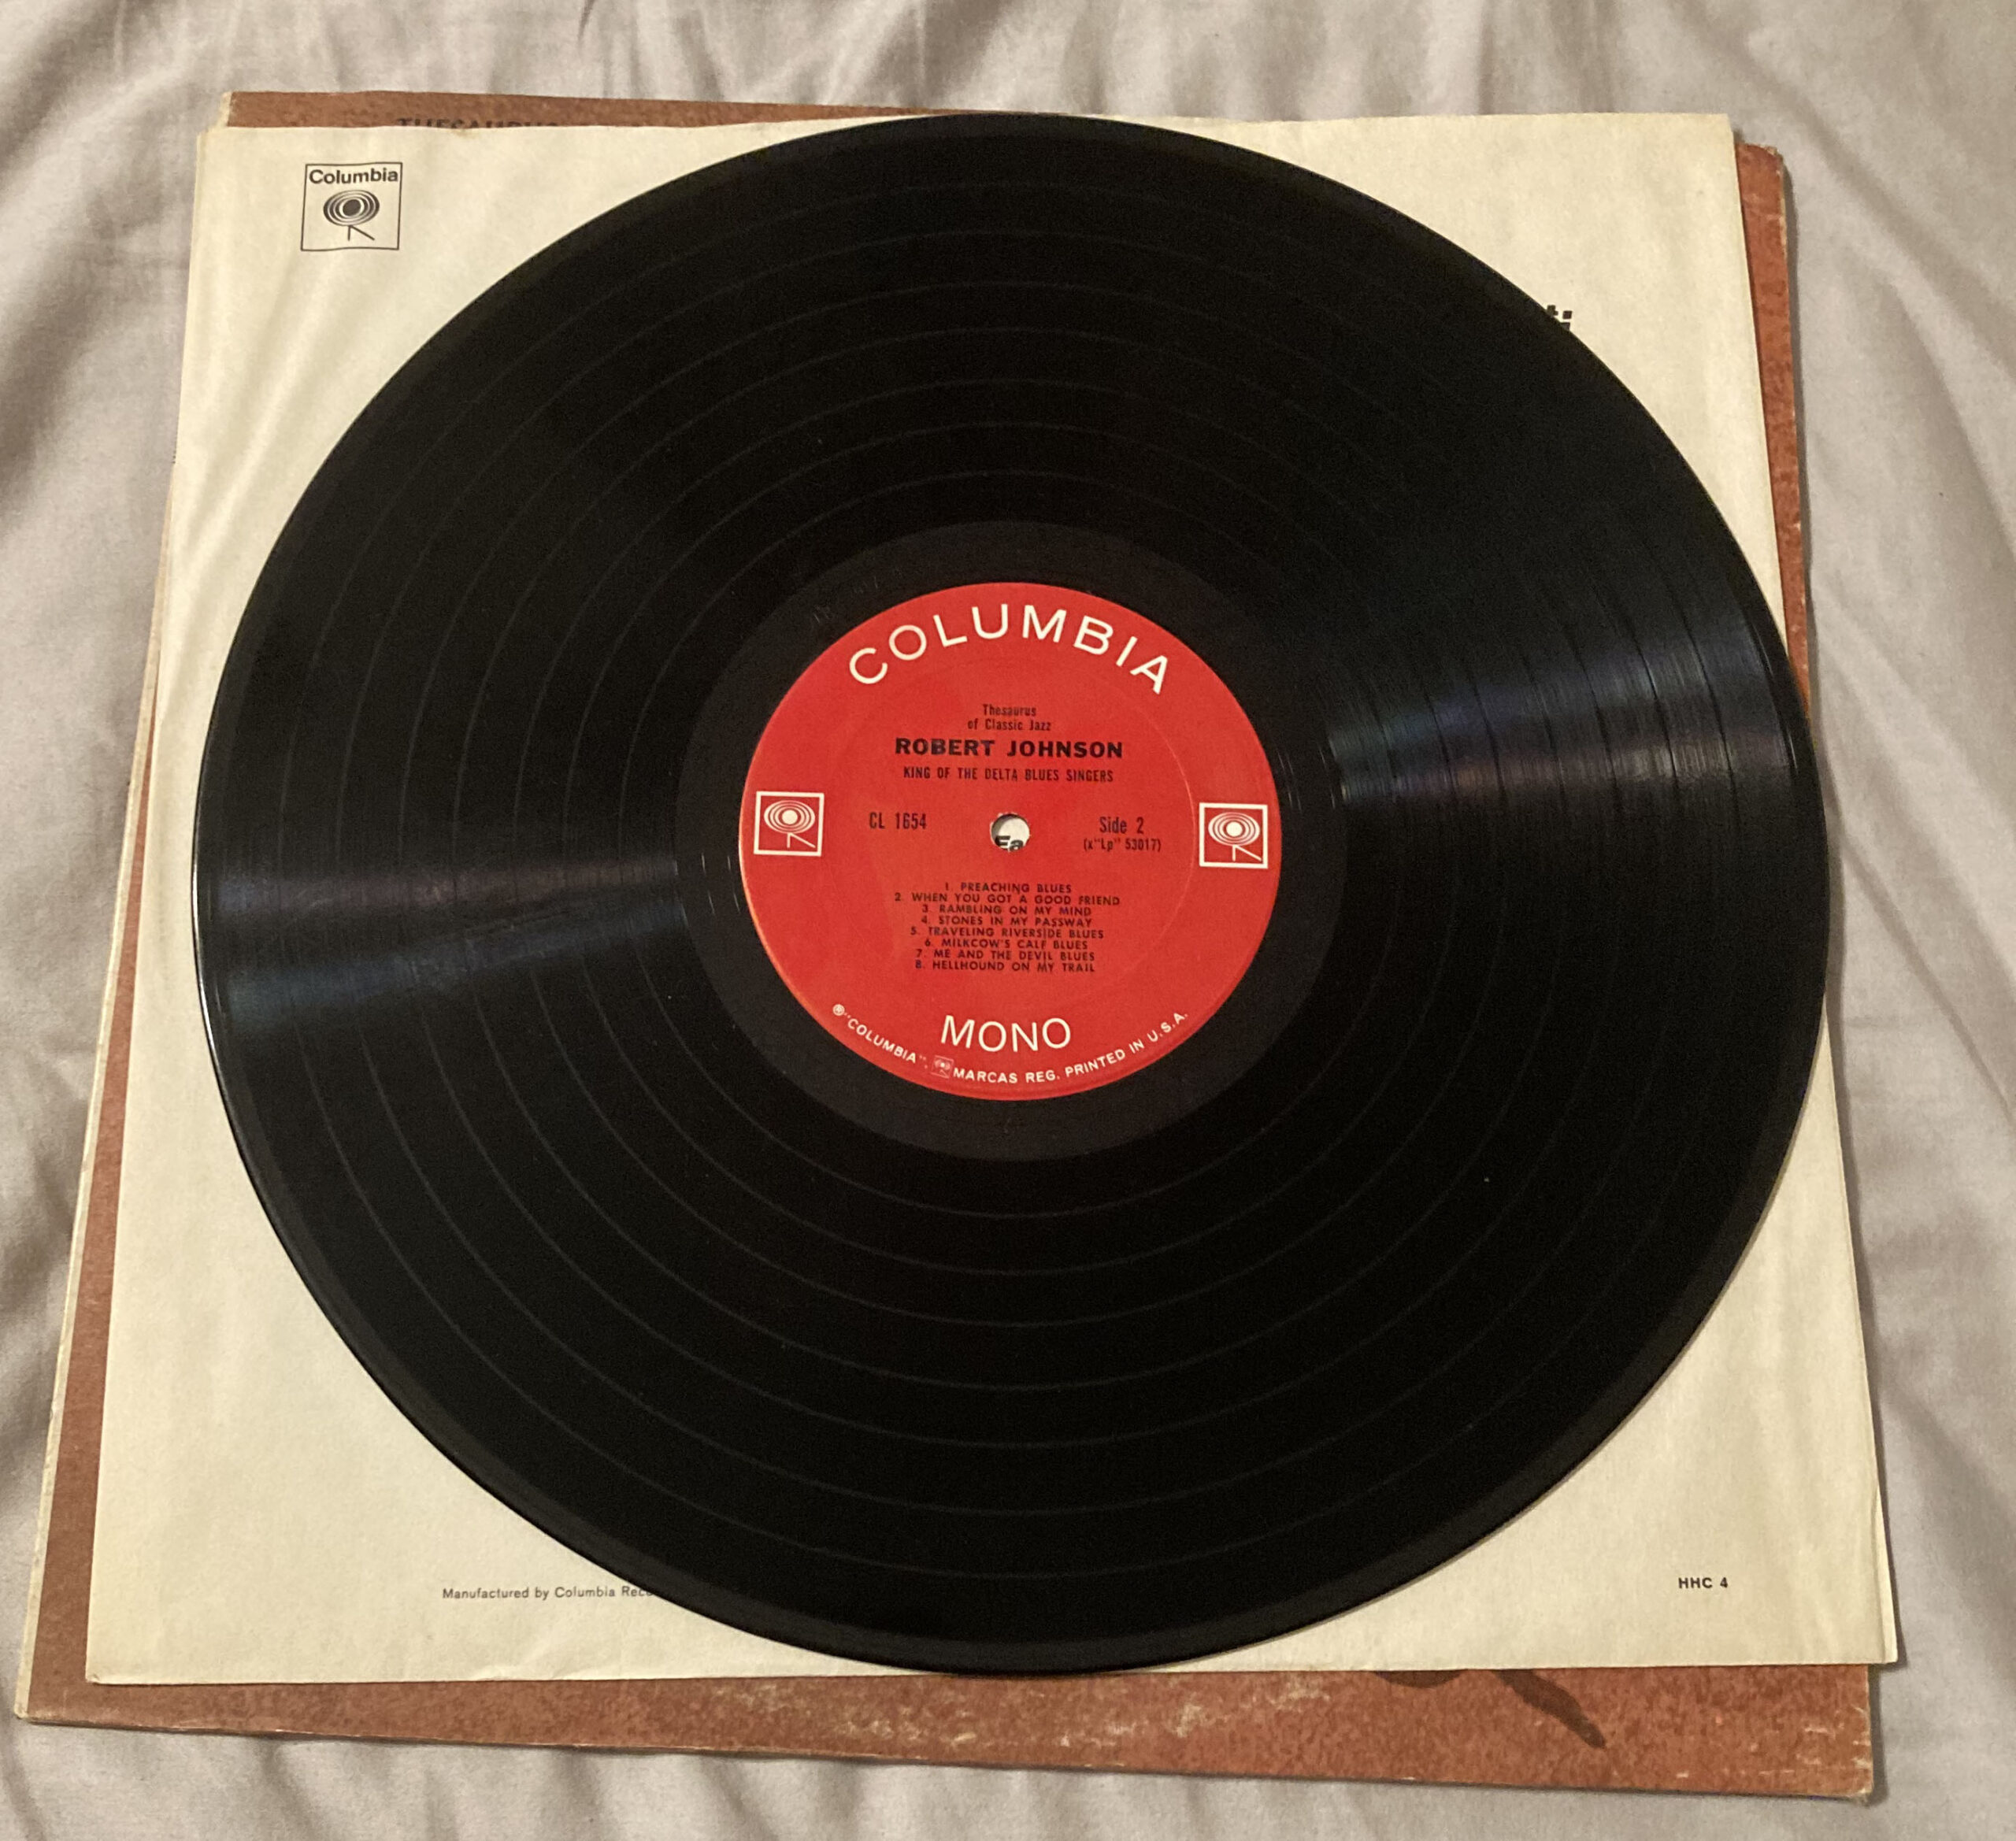 Columbia
COLUMBIA
Thesaurus
of Classic Jazz
ROBERT JOHNSON
KING OF THE DELTA BLUES SINGERS
CL 1654
Side 2
(x"Lp" 53017)
1. PREACHING BLUES
2. WHEN YOU GOT A GOOD FRIEND
3. RAMBLING ON MY MIND
4. STONES IN MY PASSWAY
5. TRAVELING RIVERSIDE BLUES
6. MILKCOW'S CALF BLUES
7. ME AND THE DEVIL BLUES
8. HELLHOUND ON MY TRAIL
MONO
®"COLUMBIA", MARCAS REG. PRINTED IN U.S.A.
Manufactured by Columbia
HHC 4